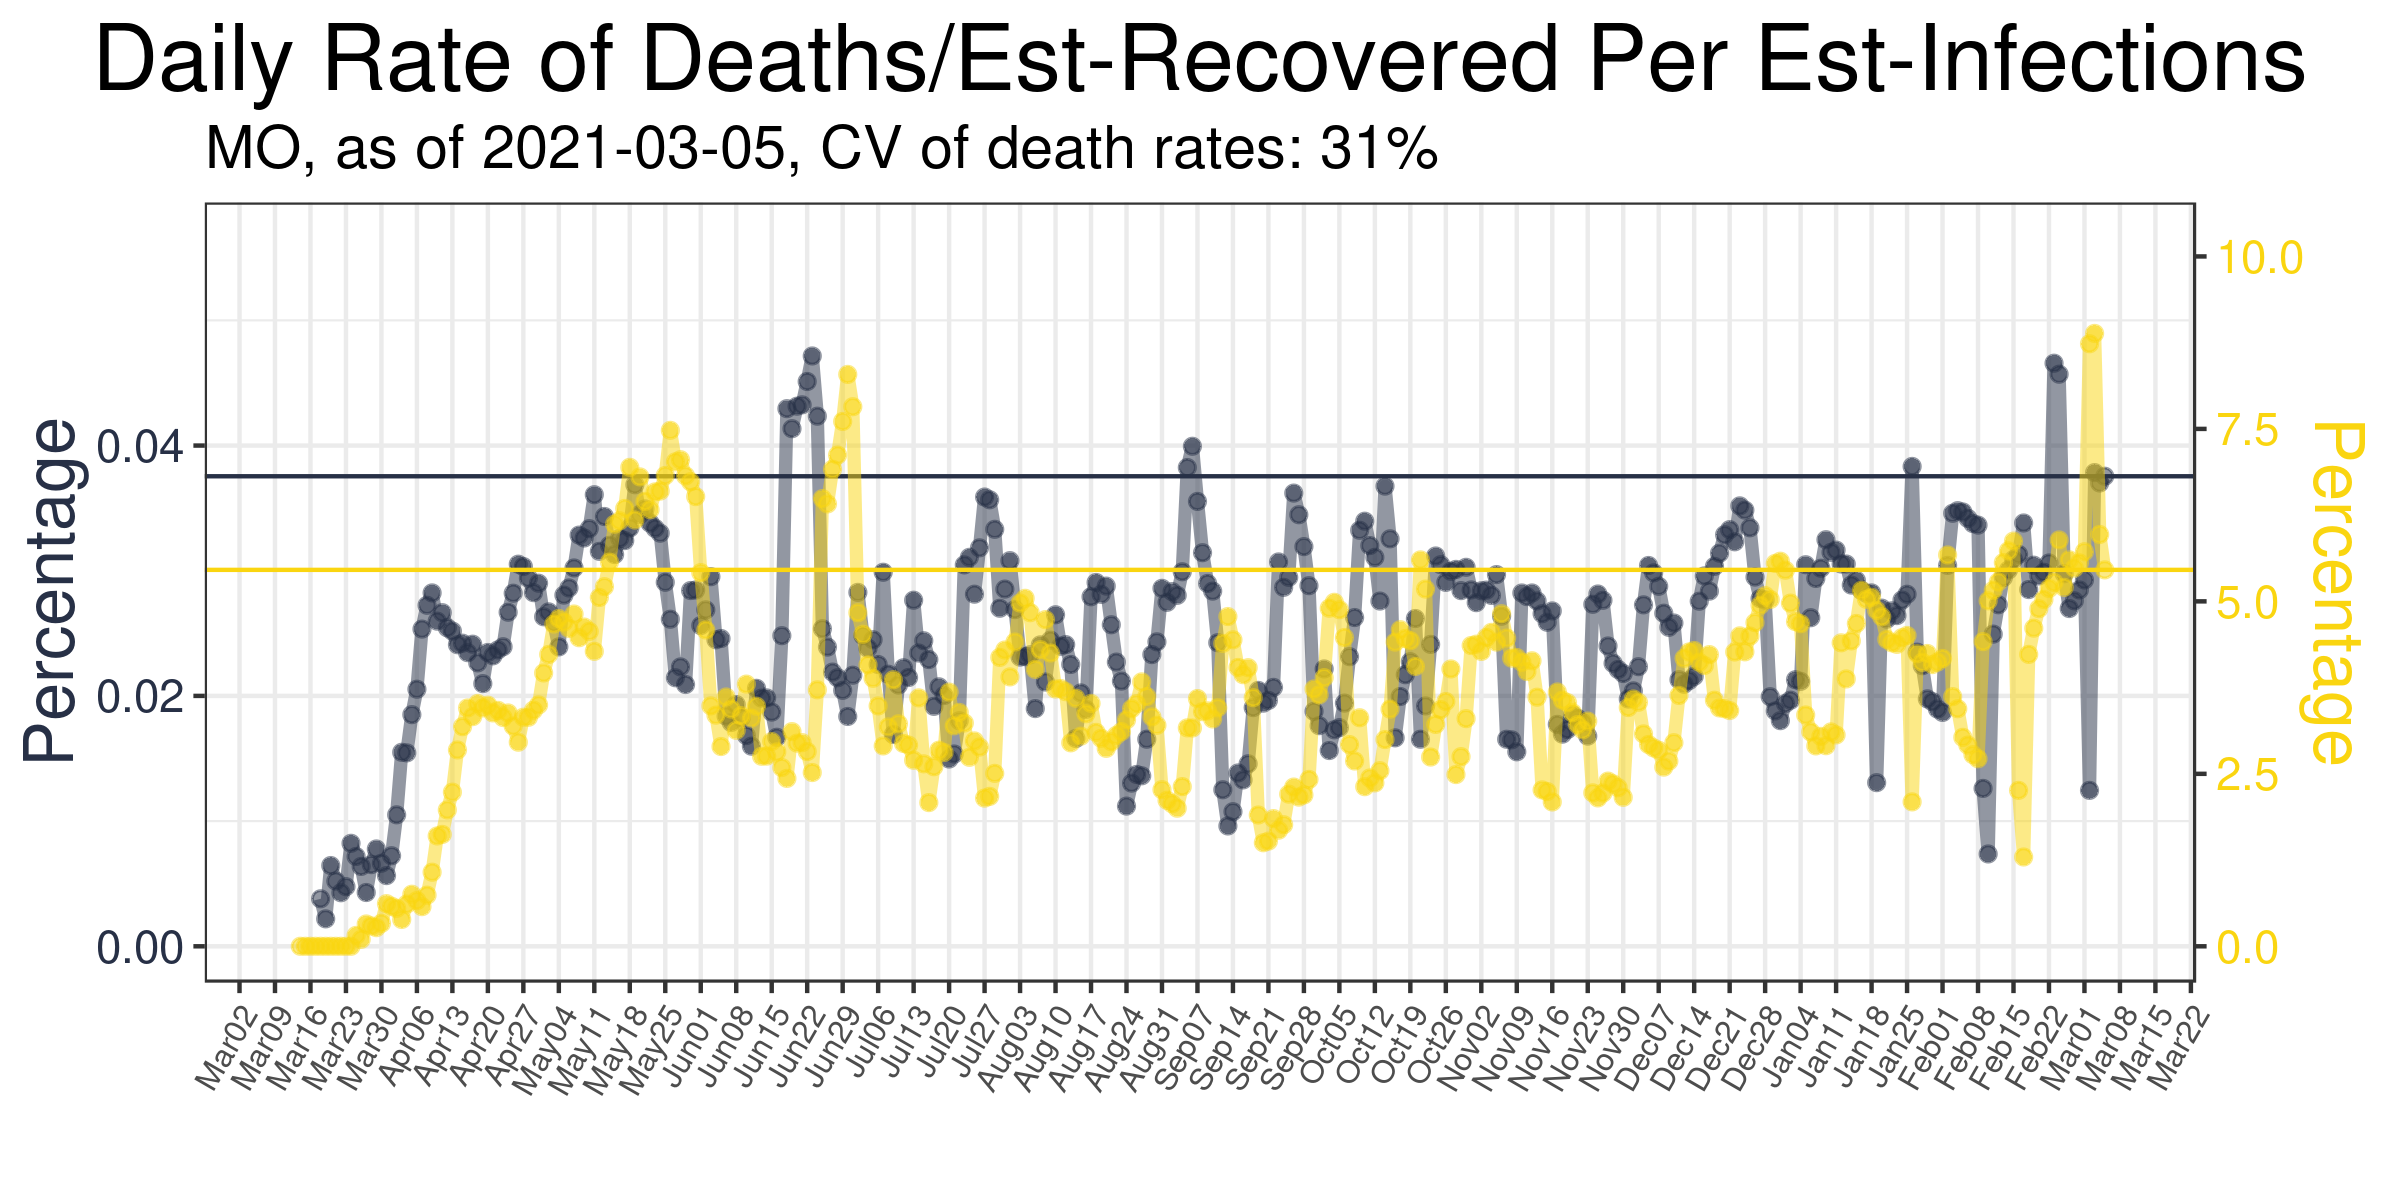 Daily Rate of Deaths/Est-Recovered Per Est-Infections
MO, as of 2021-03-05, CV of death rates: 31%
Percentage
0.04
0.02
0.00
10.0
7.5
5.0
2.5
0.0
Percentage
Mar02
Mar09
Mar16
Mar23
Mar30
Apr06
Apr13
Apr20
Apr27
May04
May11
May18
May25
Jun01
Jun08
Jun15
Jun22
Jun29
Jul06
Jul13
Jul20
Jul27
Aug03
Aug10
Aug17
Aug24
Aug31
Sep07
Sep14
Sep21
Sep28
Oct05
Oct12
Oct19
Oct26
Nov02
Nov09
Nov16
Nov23
Nov30
Dec07
Dec14
Dec21
Dec28
Dec04
Jan11
Jan18
Jan25
Feb01
Feb08
Feb15
Feb22
Mar01
Mar08
Mar15
Mar22